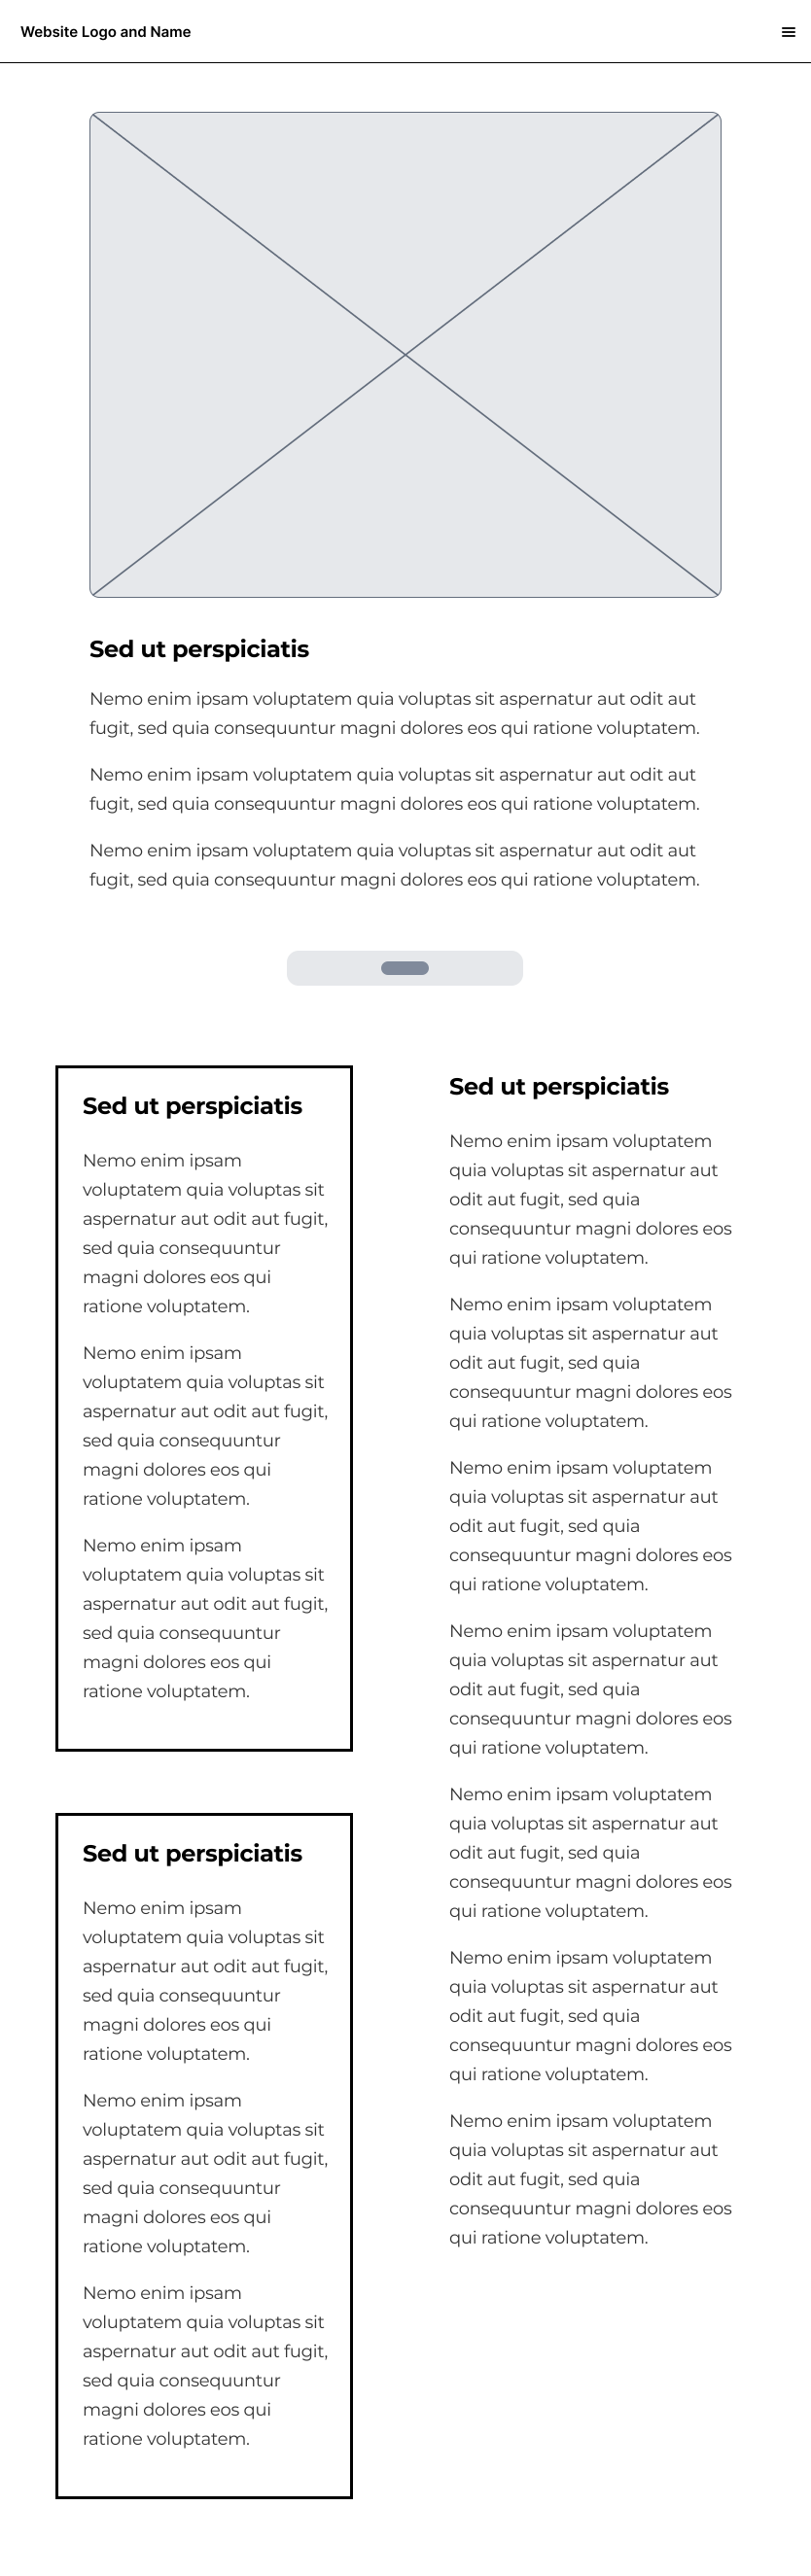 Website Logo and Name
Sed ut perspiciatis
Nemo enim ipsam voluptatem quia voluptas sit aspernatur aut odit aut
fugit, sed quia consequuntur magni dolores eos qui ratione voluptatem.
Nemo enim ipsam voluptatem quia voluptas sit aspernatur aut odit aut
fugit, sed quia consequuntur magni dolores eos qui ratione voluptatem.
Nemo enim ipsam voluptatem quia voluptas sit aspernatur aut odit aut
fugit, sed quia consequuntur magni dolores eos qui ratione voluptatem.
Sed ut perspiciatis
Nemo enim ipsam
voluptatem quia voluptas sit
aspernatur aut odit aut fugit,
sed quia consequuntur
magni dolores eos qui
ratione voluptatem.
Nemo enim ipsam
voluptatem quia voluptas sit
aspernatur aut odit aut fugit,
sed quia consequuntur
magni dolores eos qui
ratione voluptatem.
Nemo enim ipsam
voluptatem quia voluptas sit
aspernatur aut odit aut fugit,
sed quia consequuntur
magni dolores eos qui
ratione voluptatem.
Sed ut perspiciatis
Nemo enim ipsam
voluptatem quia voluptas sit
aspernatur aut odit aut fugit,
sed quia consequuntur
magni dolores eos qui
ratione voluptatem.
Nemo enim ipsam
voluptatem quia voluptas sit
aspernatur aut odit aut fugit,
sed quia consequuntur
magni dolores eos qui
ratione voluptatem.
Nemo enim ipsam
voluptatem quia voluptas sit
aspernatur aut odit aut fugit,
sed quia consequuntur
magni dolores eos qui
ratione voluptatem.
Sed ut perspiciatis
Nemo enim ipsam voluptatem
quia voluptas sit aspernatur aut
odit aut fugit, sed quia
consequuntur magni dolores eos
qui ratione voluptatem.
Nemo enim ipsam voluptatem
quia voluptas sit aspernatur aut
odit aut fugit, sed quia
consequuntur magni dolores eos
qui ratione voluptatem.
Nemo enim ipsam voluptatem
quia voluptas sit aspernatur aut
odit aut fugit, sed quia
consequuntur magni dolores eos
qui ratione voluptatem.
Nemo enim ipsam voluptatem
quia voluptas sit aspernatur aut
odit aut fugit, sed quia
consequuntur magni dolores eos
qui ratione voluptatem.
Nemo enim ipsam voluptatem
quia voluptas sit aspernatur aut
odit aut fugit, sed quia
consequuntur magni dolores eos
qui ratione voluptatem.
Nemo enim ipsam voluptatem
quia voluptas sit aspernatur aut
odit aut fugit, sed quia
consequuntur magni dolores eos
qui ratione voluptatem.
Nemo enim ipsam voluptatem
quia voluptas sit aspernatur aut
odit aut fugit, sed quia
consequuntur magni dolores eos
qui ratione voluptatem.